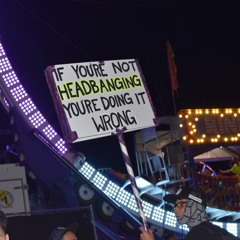 IF YOU'RE NOT
HEADBANGING
YOU'RE DOING IT
WRONG